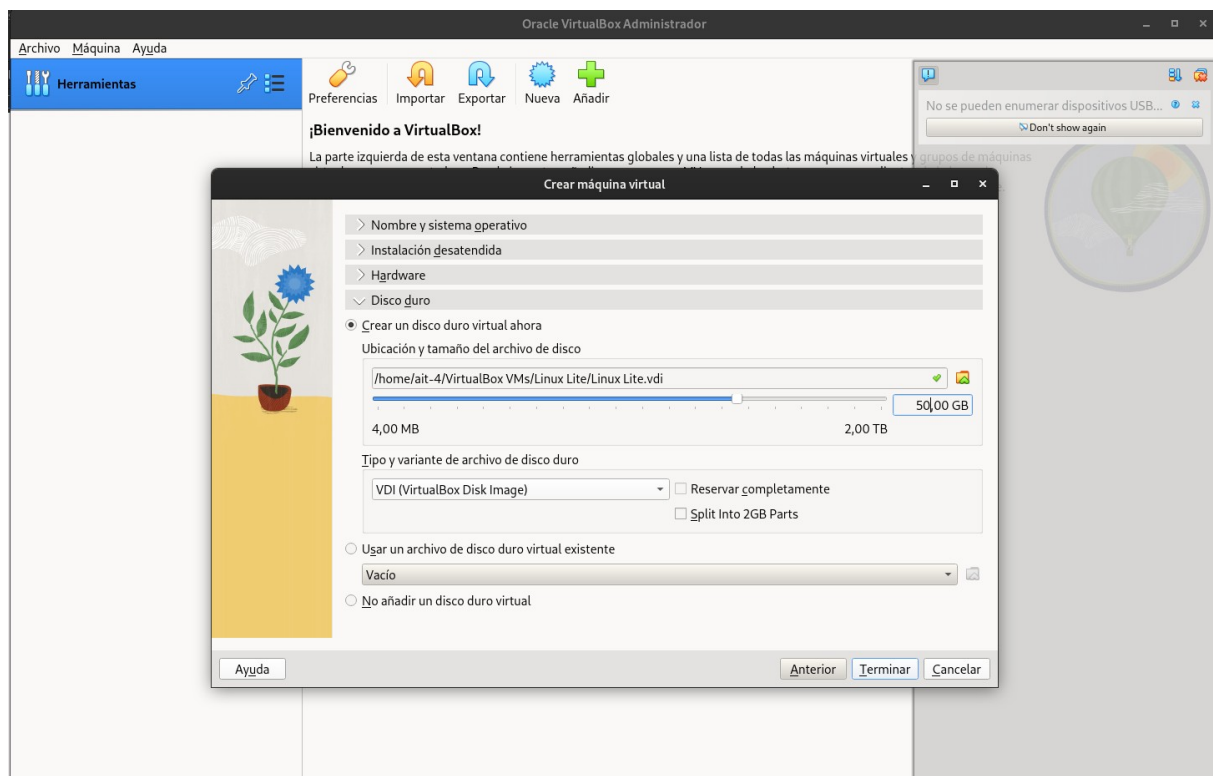 Oracle VirtualBox Administrador
Archivo Máquina Ayuda
Herramientas
Preferencias Importar Exportar Nueva Añadir
No se pueden enumerar dispositivos USB...
Don't show again
¡Bienvenido a VirtualBox!
La parte izquierda de esta ventana contiene herramientas globales y una lista de todas las máquinas virtuales y grupos de máquinas
Crear máquina virtual
Nombre y sistema operativo
Instalación desatendida
Hardware
Disco duro
Crear un disco duro virtual ahora
Ubicación y tamaño del archivo de disco
/home/ait-4/VirtualBox VMs/Linux Lite/Linux Lite.vdi
50,00 GB
4,00 MB 2,00 TB
Tipo y variante de archivo de disco duro
VDI (VirtualBox Disk Image) Reservar completamente
Split Into 2GB Parts
Usar un archivo de disco duro virtual existente
Vacío
No añadir un disco duro virtual
Ayuda Anterior Terminar Cancelar